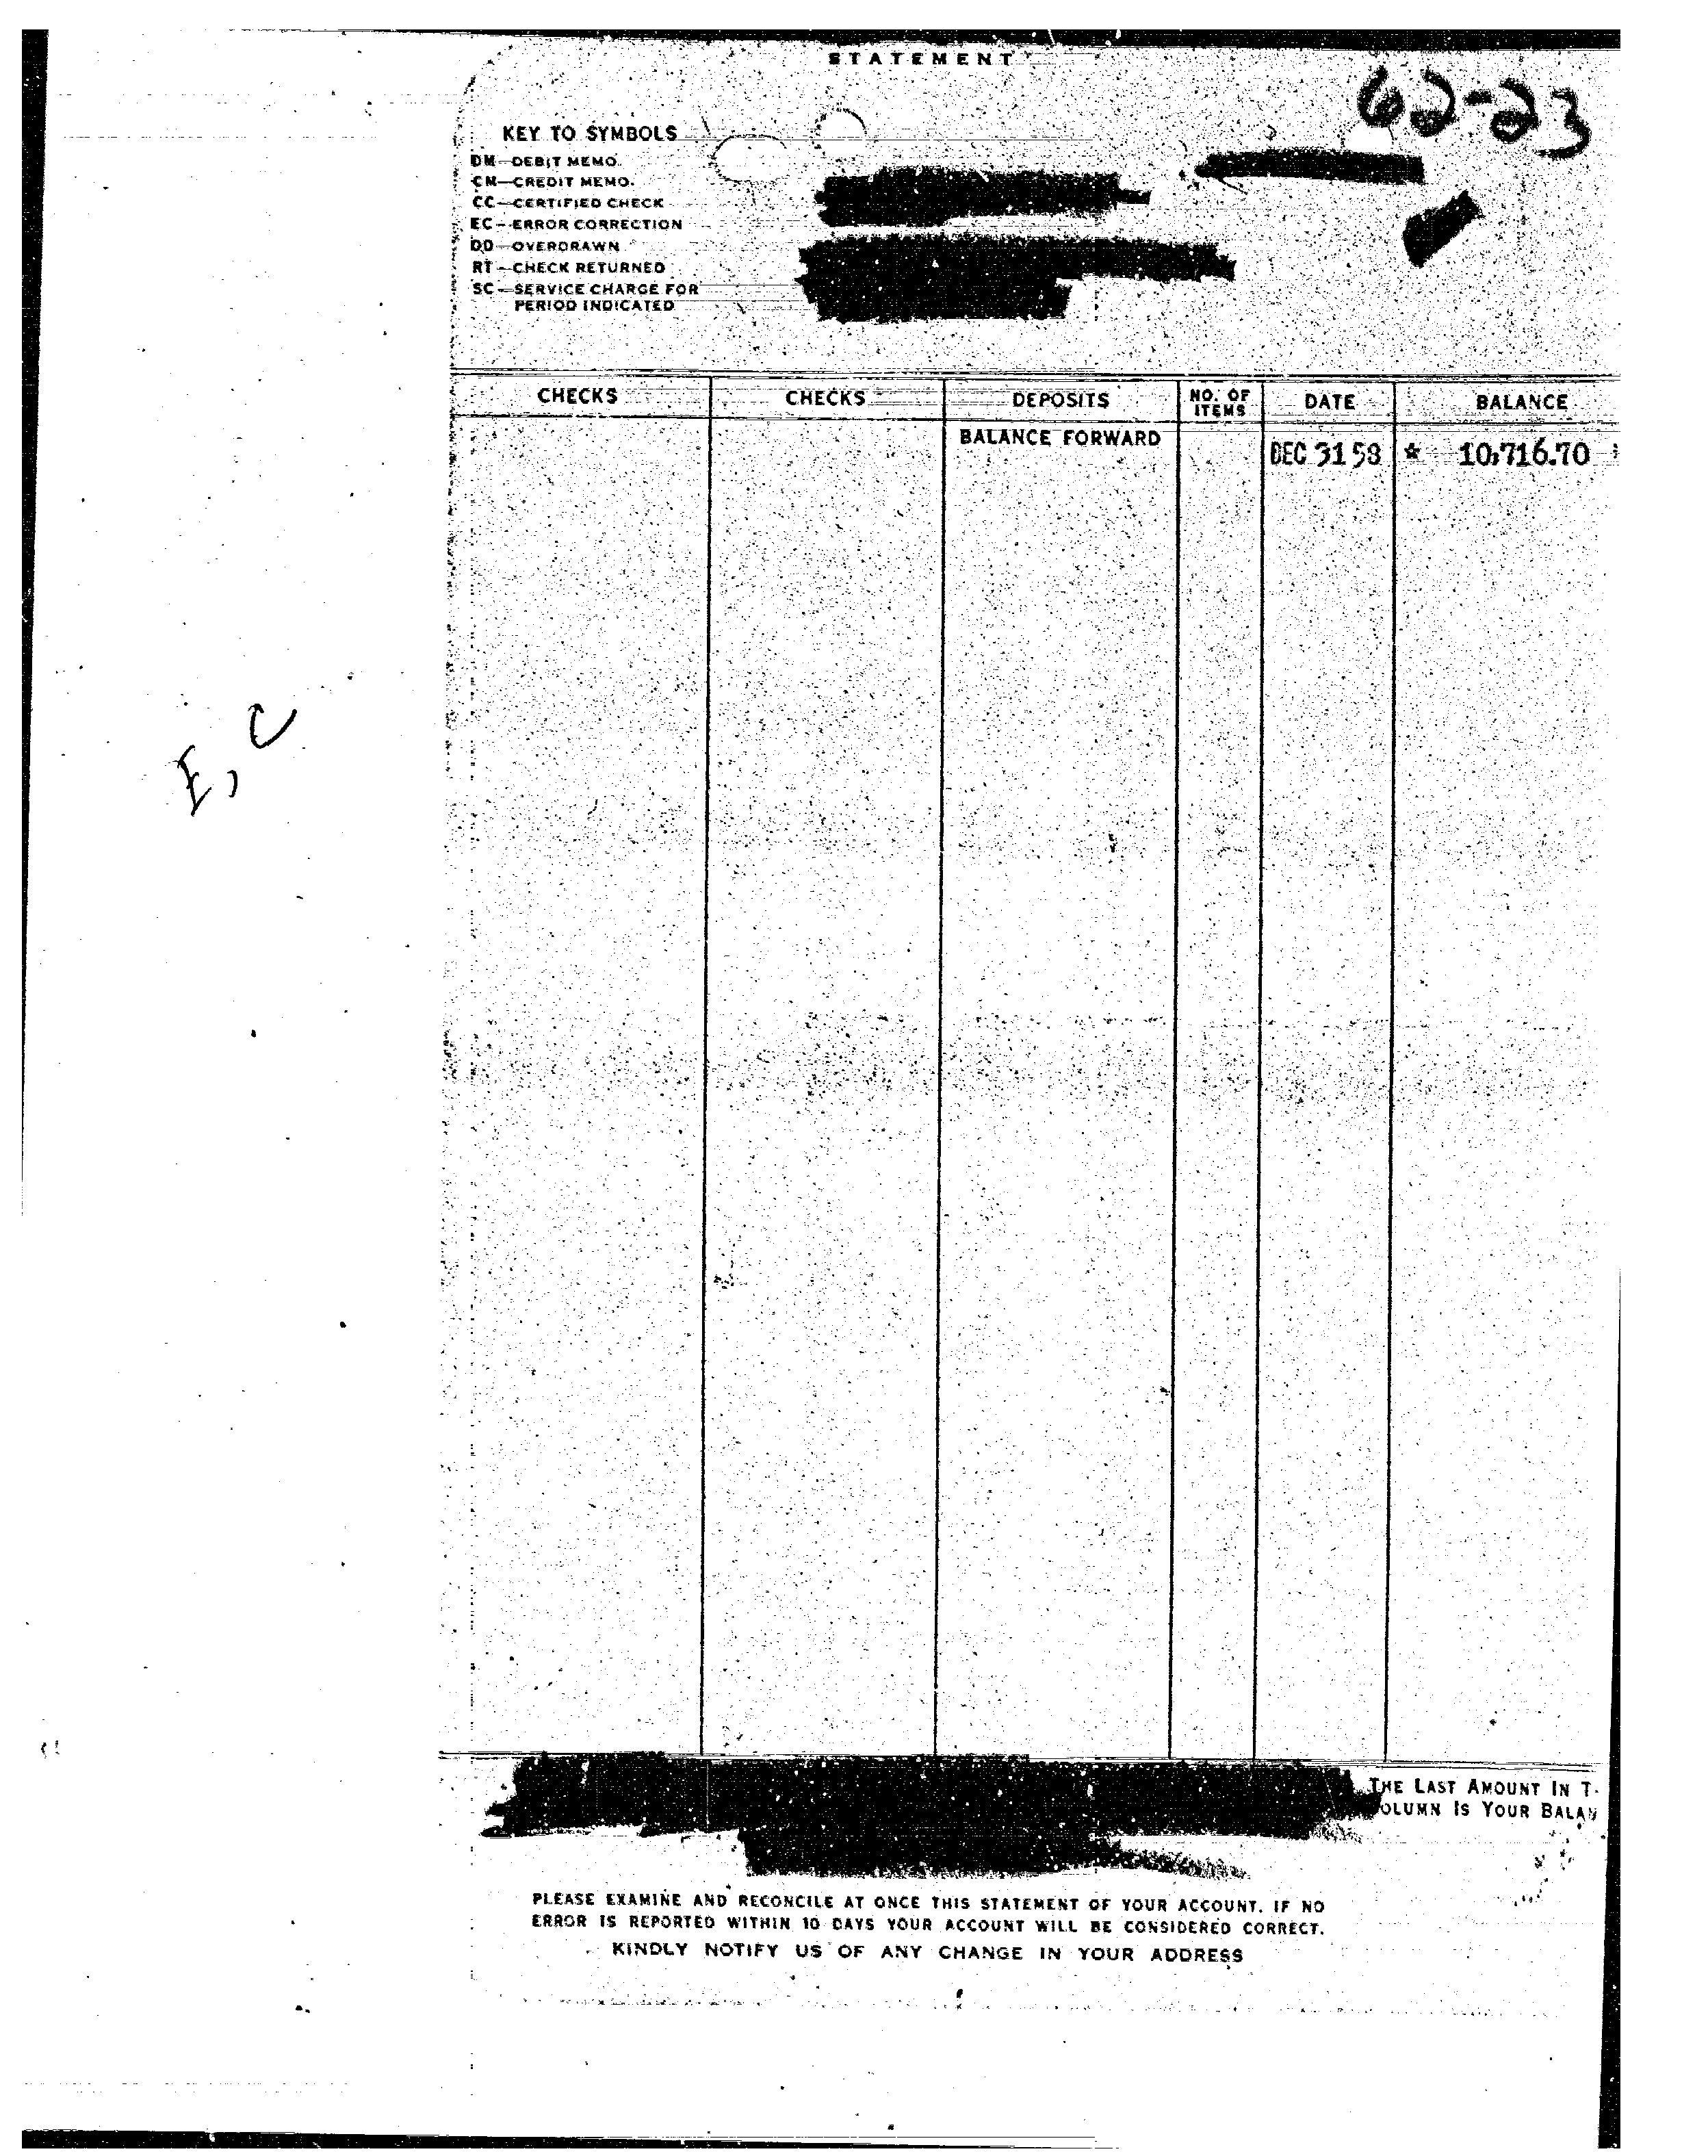 STATEMENT
62-23
KEY TO SYMBOLS
DM—DEBIT MEMO.
CM—CREDIT MEMO.
CC—CERTIFIED CHECK
EC—ERROR CORRECTION
OD—OVERDRAWN
RT—CHECK RETURNED
SC—SERVICE CHARGE FOR
PERIOD INDICATED
CHECKS CHECKS DEPOSITS NO. OF ITEMS DATE BALANCE
BALANCE FORWARD DEC 31 58 * 10,716.70
E, C
THE LAST AMOUNT IN T
OLUMN IS YOUR BALAN
PLEASE EXAMINE AND RECONCILE AT ONCE THIS STATEMENT OF YOUR ACCOUNT. IF NO
ERROR IS REPORTED WITHIN 10 DAYS YOUR ACCOUNT WILL BE CONSIDERED CORRECT.
KINDLY NOTIFY US OF ANY CHANGE IN YOUR ADDRESS